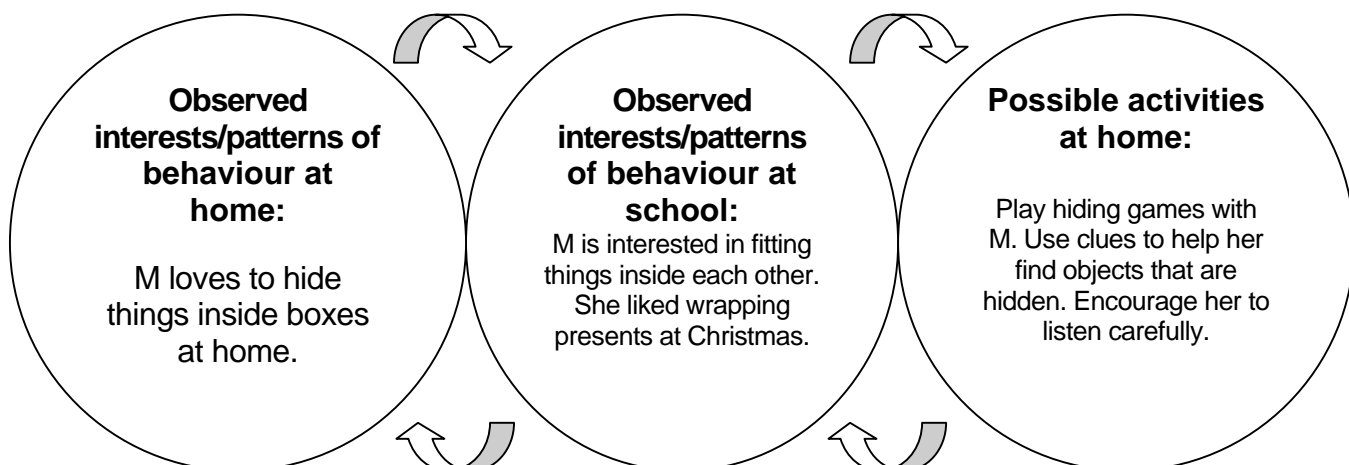 Observed
interests/patterns of
behaviour at
home:
M loves to hide
things inside boxes
at home.
Observed
interests/patterns
of behaviour at
school:
M is interested in fitting
things inside each other.
She liked wrapping
presents at Christmas.
Possible activities
at home:
Play hiding games with
M. Use clues to help her
find objects that are
hidden. Encourage her to
listen carefully.